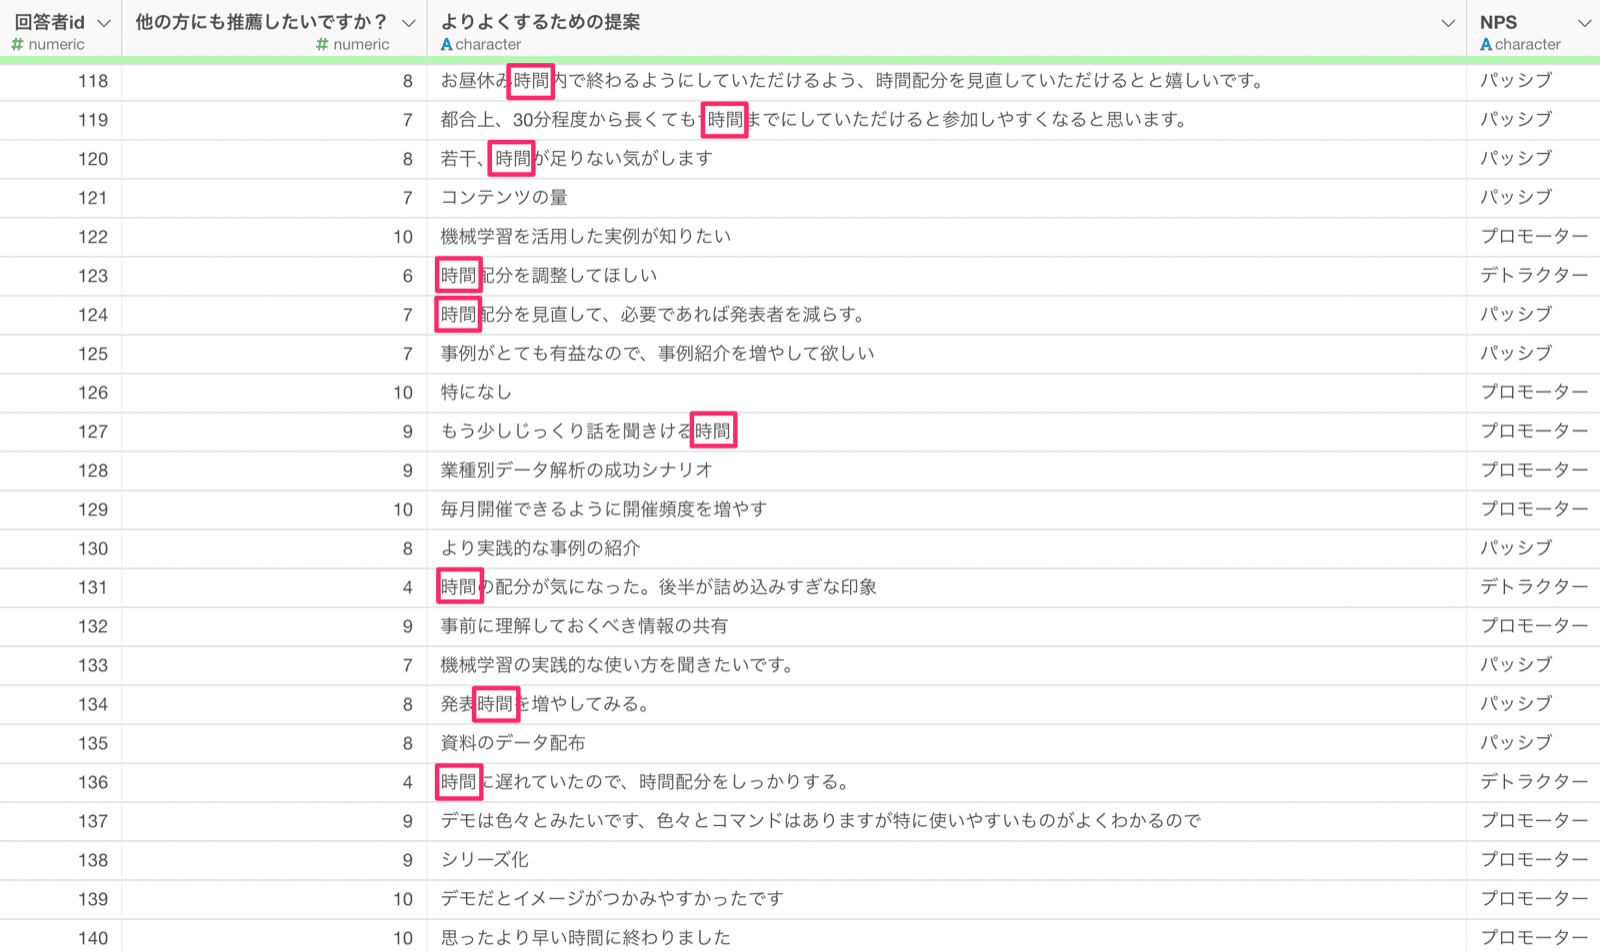 回答者id 他の方にも推薦したいですか？ よりよくするための提案 NPS
# numeric # numeric A character A character
118 8 お昼休み時間内で終わるようにしていただけるよう、時間配分を見直していただけるとと嬉しいです。 パッシブ
119 7 都合上、30分程度から長くても 時間までにしていただけると参加しやすくなると思います。 パッシブ
120 8 若干、時間が足りない気がします パッシブ
121 7 コンテンツの量 パッシブ
122 10 機械学習を活用した実例が知りたい プロモーター
123 6 時間配分を調整してほしい デトラクター
124 7 時間配分を見直して、必要であれば発表者を減らす。 パッシブ
125 7 事例がとても有益なので、事例紹介を増やして欲しい パッシブ
126 10 特になし プロモーター
127 9 もう少しじっくり話を聞きける時間 プロモーター
128 9 業種別データ解析の成功シナリオ プロモーター
129 10 毎月開催できるように開催頻度を増やす プロモーター
130 8 より実践的な事例の紹介 パッシブ
131 4 時間の配分が気になった。後半が詰め込みすぎな印象 デトラクター
132 9 事前に理解しておくべき情報の共有 プロモーター
133 7 機械学習の実践的な使い方を聞きたいです。 パッシブ
134 8 発表時間を増やしてみる。 パッシブ
135 8 資料のデータ配布 パッシブ
136 4 時間に遅れていたので、時間配分をしっかりする。 デトラクター
137 9 デモは色々とみたいです、色々とコマンドはありますが特に使いやすいものがよくわかるので プロモーター
138 9 シリーズ化 プロモーター
139 10 デモだとイメージがつかみやすかったです プロモーター
140 10 思ったより早い時間に終わりました プロモーター